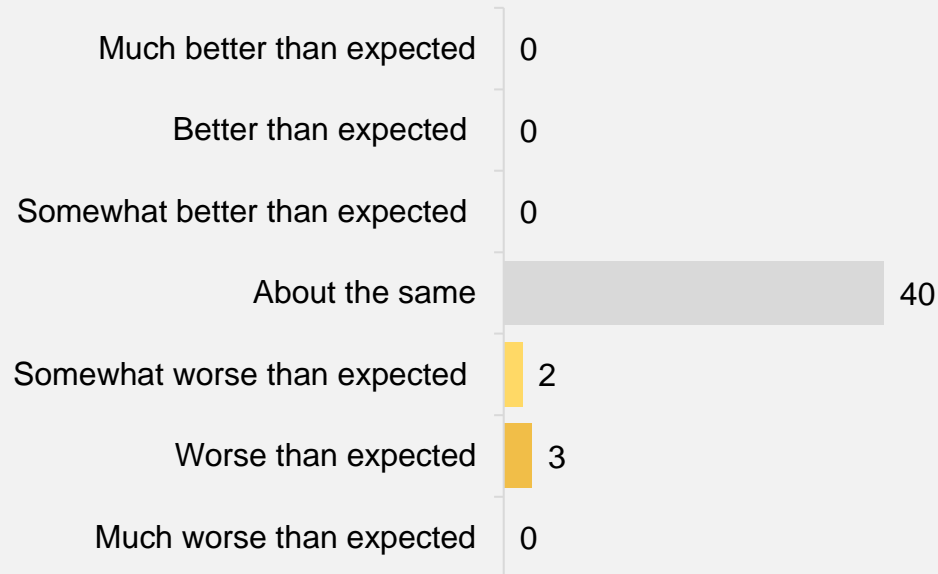 Much better than expected 0
Better than expected 0
Somewhat better than expected 0
About the same 40
Somewhat worse than expected 2
Worse than expected 3
Much worse than expected 0